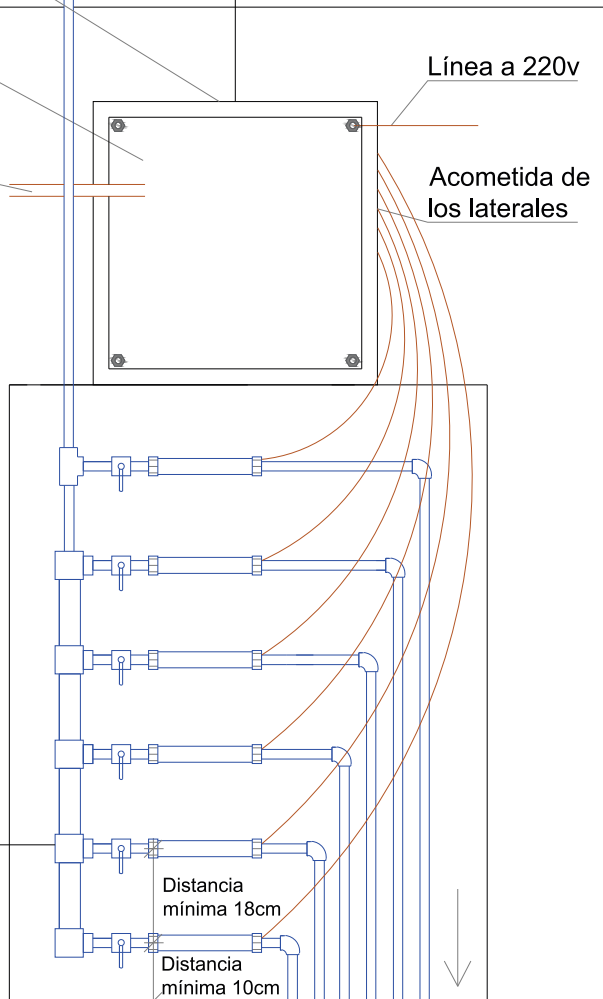 Línea a 220v
Acometida de
los laterales
Distancia
mínima 18cm
Distancia
mínima 10cm